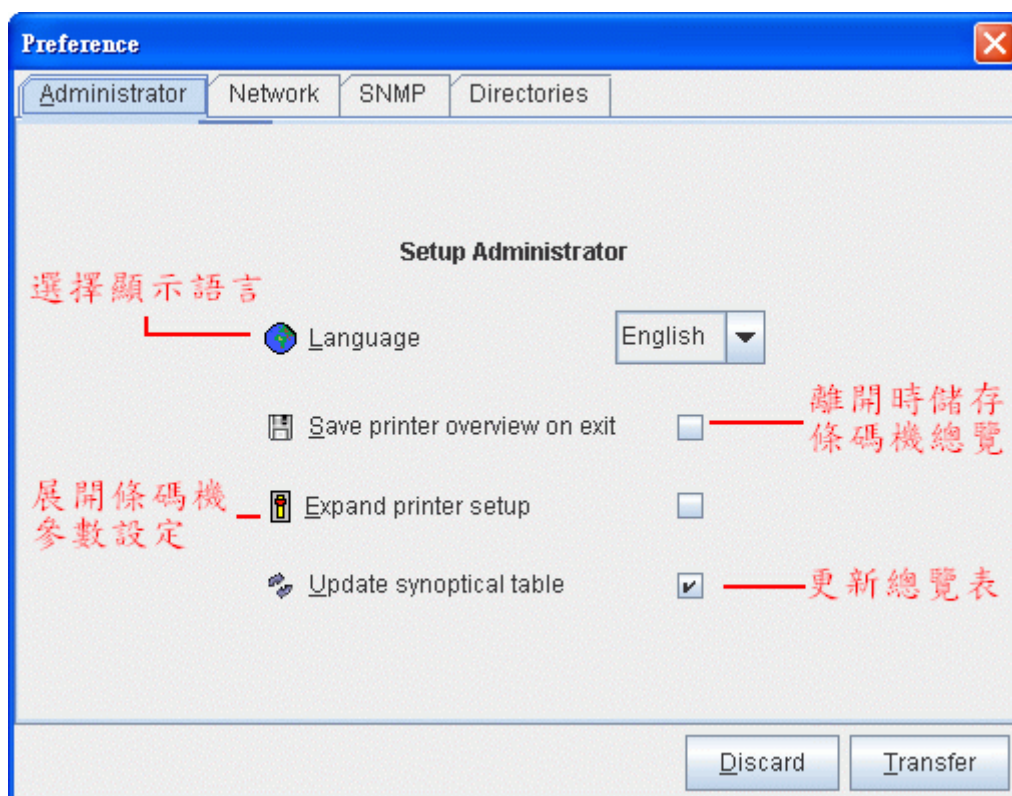 Preference
Administrator
Network
SNMP
Directories
Setup Administrator
選擇顯示語言
Language
English
Save printer overview on exit
離開時儲存
條碼機總覽
展開條碼機
參數設定
Expand printer setup
Update synoptical table
更新總覽表
Discard
Transfer